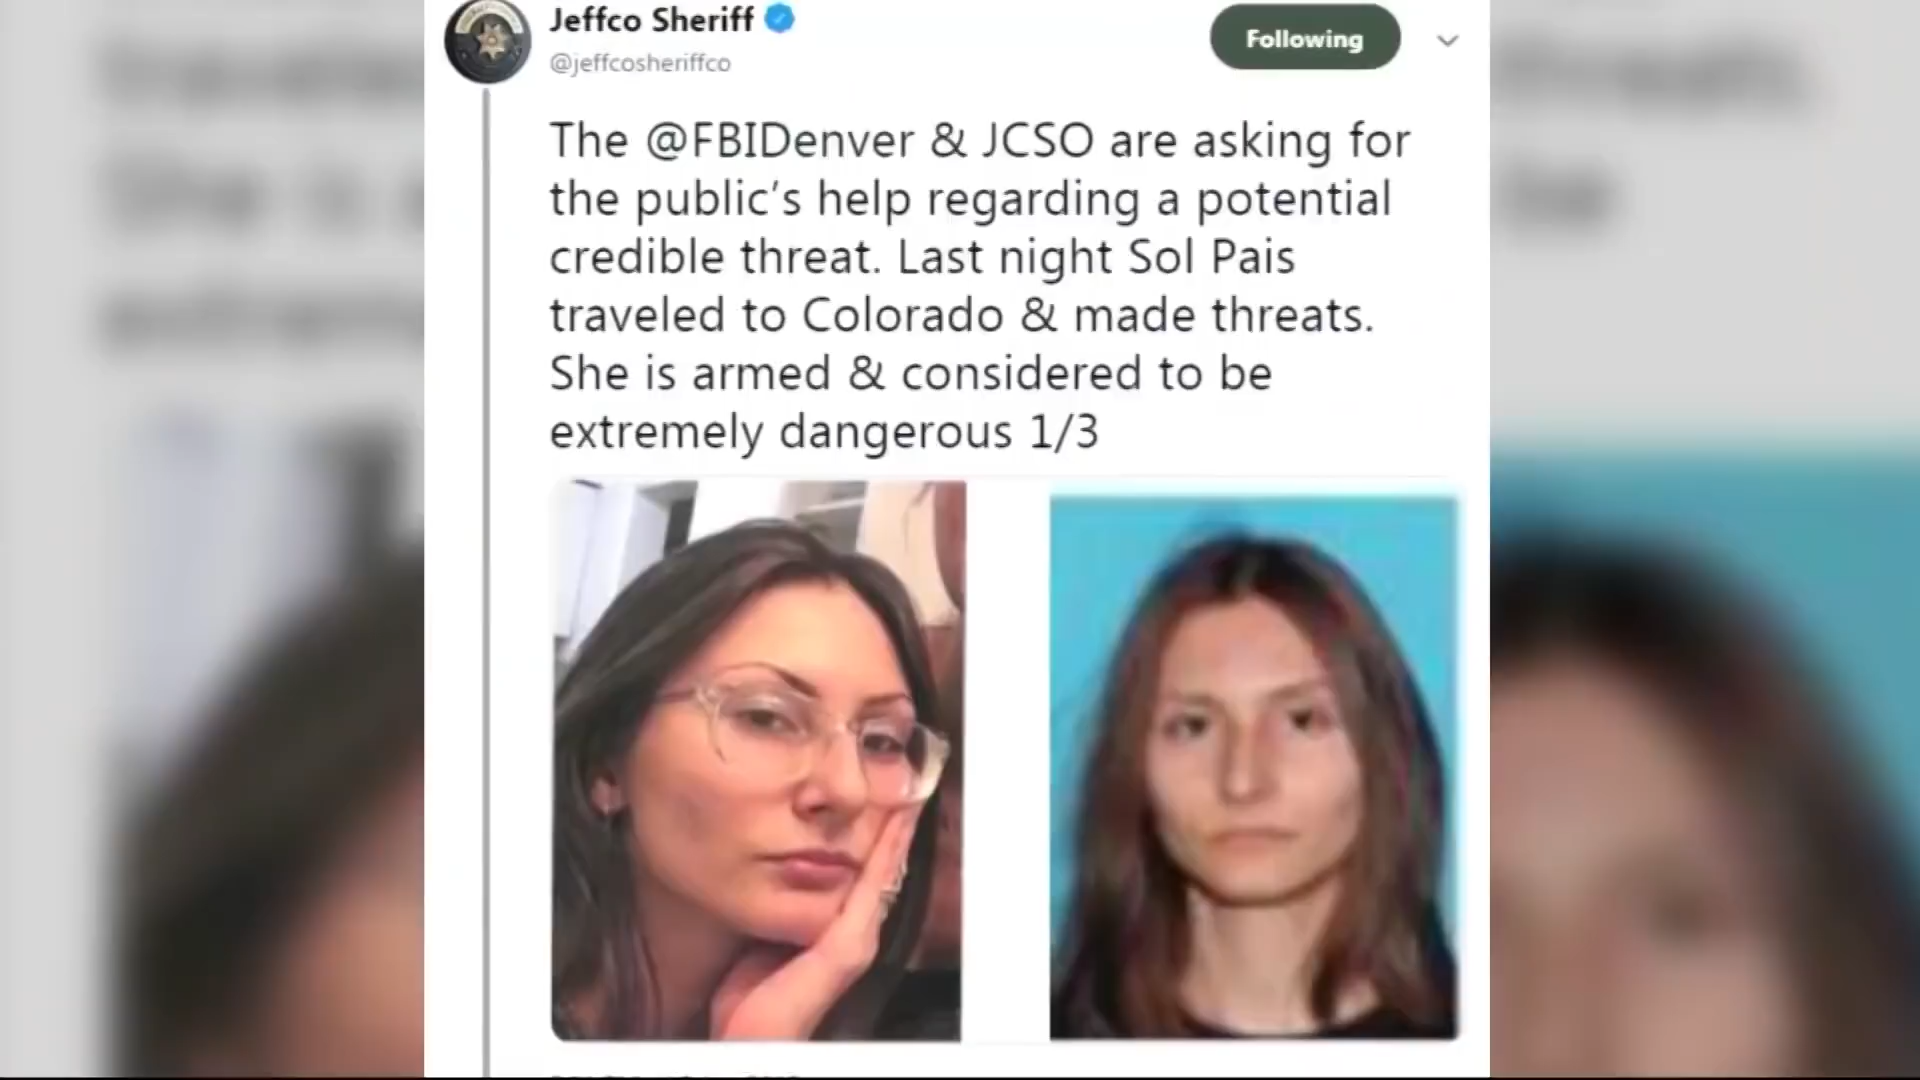 Jeffco Sheriff
@jeffcosheriffco
Following
The @FBIDenver & JCSO are asking for
the public's help regarding a potential
credible threat. Last night Sol Pais
traveled to Colorado & made threats.
She is armed & considered to be
extremely dangerous 1/3